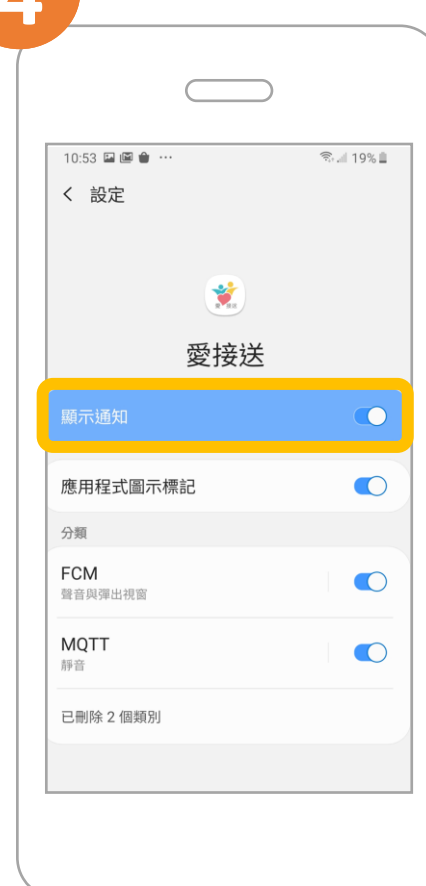 4
10:53 ... 19%
設定
愛接送
顯示通知
應用程式圖示標記
分類
FCM
聲音與彈出視窗
MQTT
靜音
已刪除 2 個類別